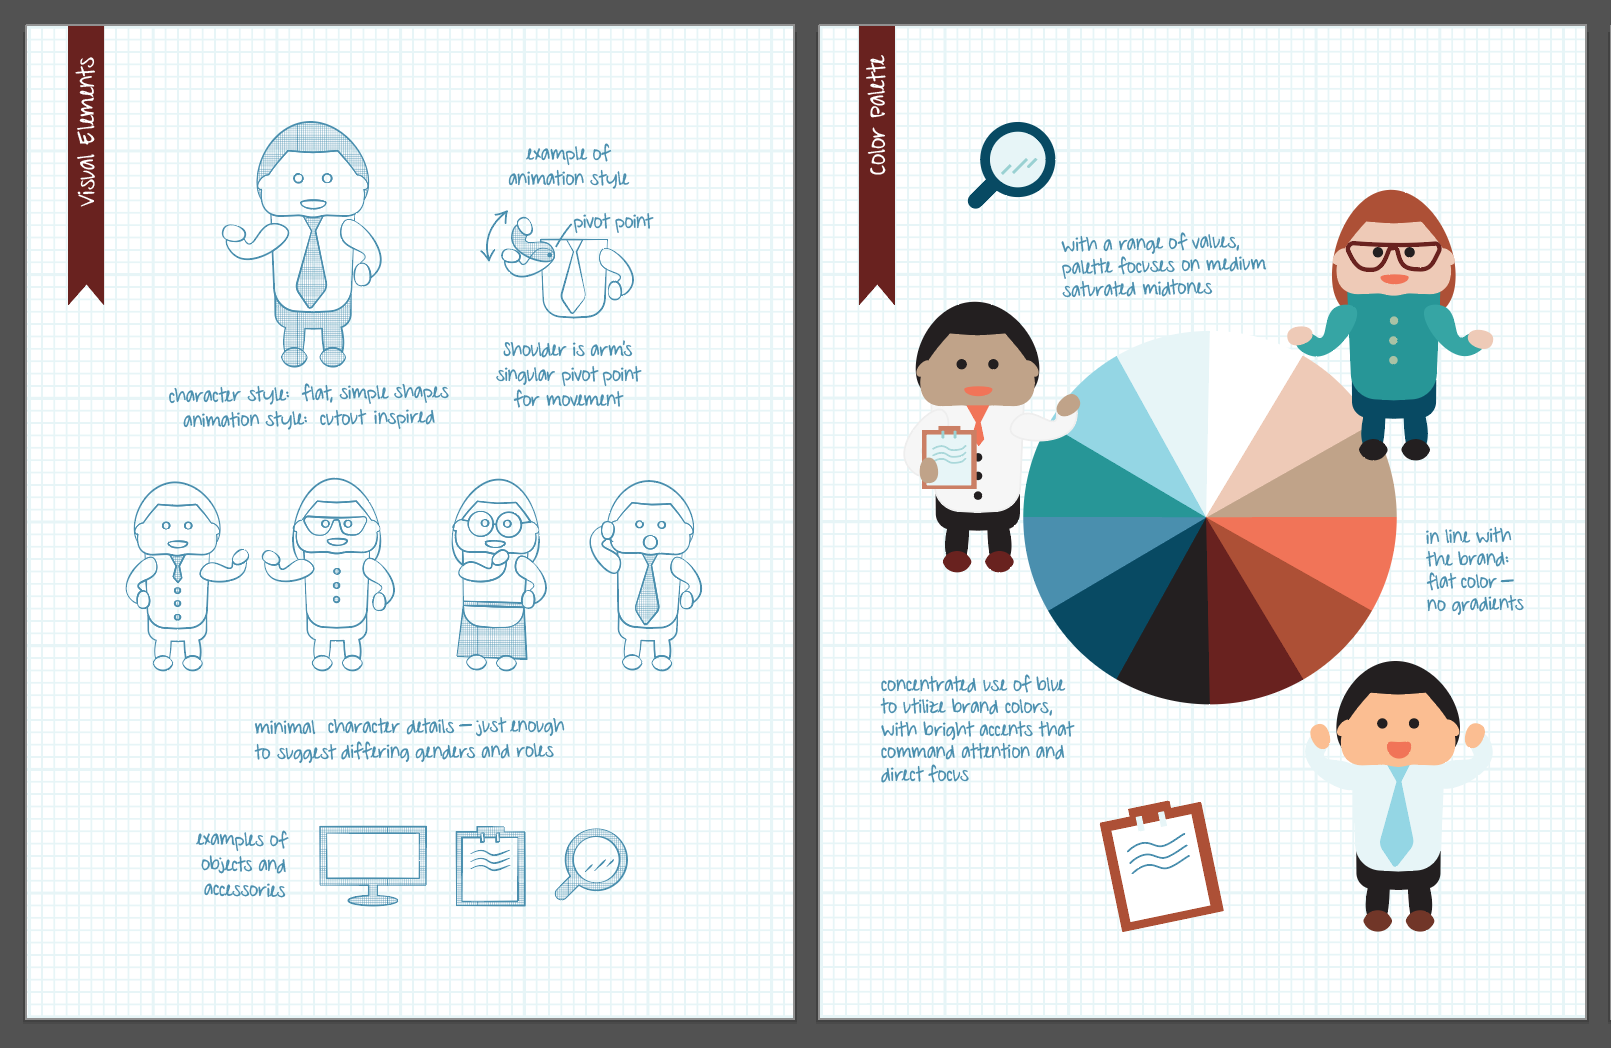 Visual Elements
example of
animation style
pivot point
Shoulder is arm's
singular pivot point
for movement
character style: flat, simple shapes
animation style: cutout inspired
minimal character details – just enough
to suggest differing genders and roles
examples of
objects and
accessories
Color Palette
with a range of values,
palette focuses on medium
saturated midtones
in line with
the brand:
flat color –
no gradients
concentrated use of blue
to utilize brand colors,
with bright accents that
command attention and
direct focus